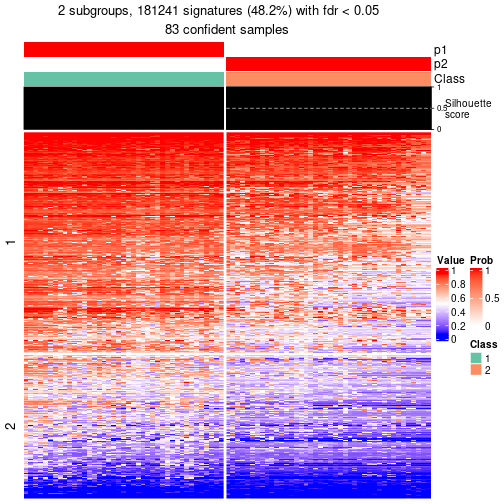 2 subgroups, 181241 signatures (48.2%) with fdr < 0.05
83 confident samples
p1
p2
Class
1
0.5
0
Silhouette
score
1
2
Value
1
0.8
0.6
0.4
0.2
0
Prob
1
0.5
0
Class
1
2